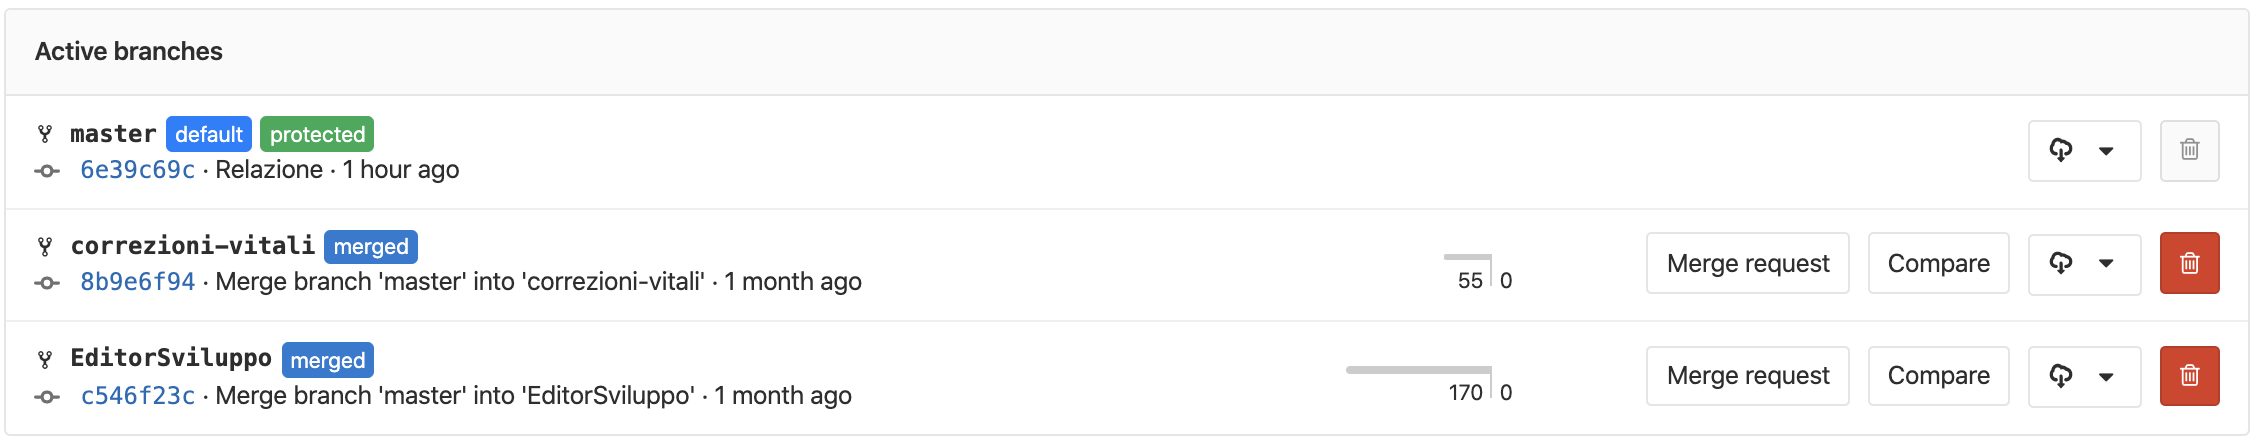 Active branches
master default protected
6e39c69c · Relazione · 1 hour ago
correzioni-vitali merged
8b9e6f94 · Merge branch 'master' into 'correzioni-vitali' · 1 month ago
55 0
Merge request Compare
EditorSviluppo merged
c546f23c · Merge branch 'master' into 'EditorSviluppo' · 1 month ago
170 0
Merge request Compare